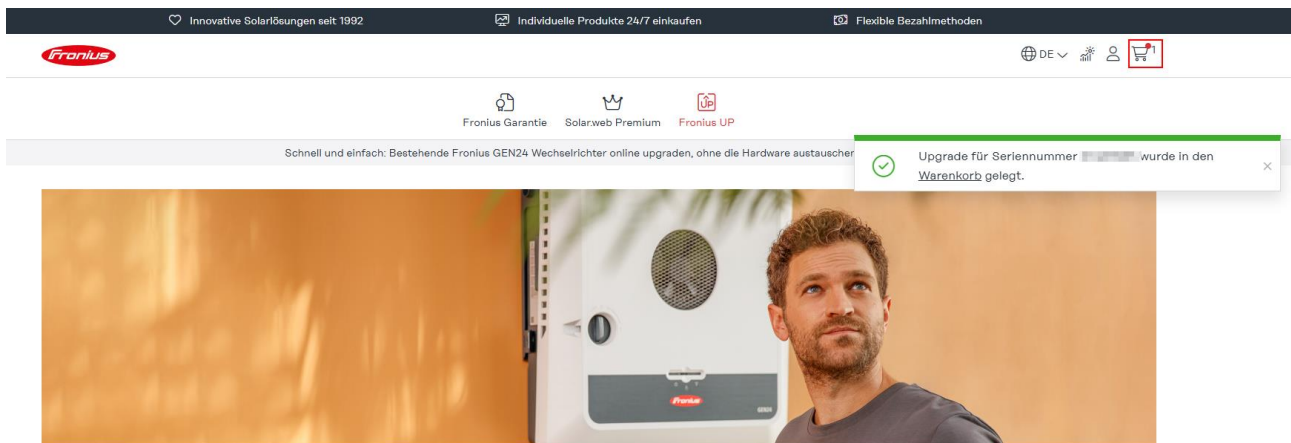 Innovative Solarlösungen seit 1992
Individuelle Produkte 24/7 einkaufen
Flexible Bezahlmethoden
Fronius
DE
1
Fronius Garantie
Solar.web Premium
UP
Fronius UP
Schnell und einfach: Bestehende Fronius GEN24 Wechselrichter online upgraden, ohne die Hardware
Upgrade für Seriennummer wurde in den
Warenkorb gelegt.
Fronius
GEN24